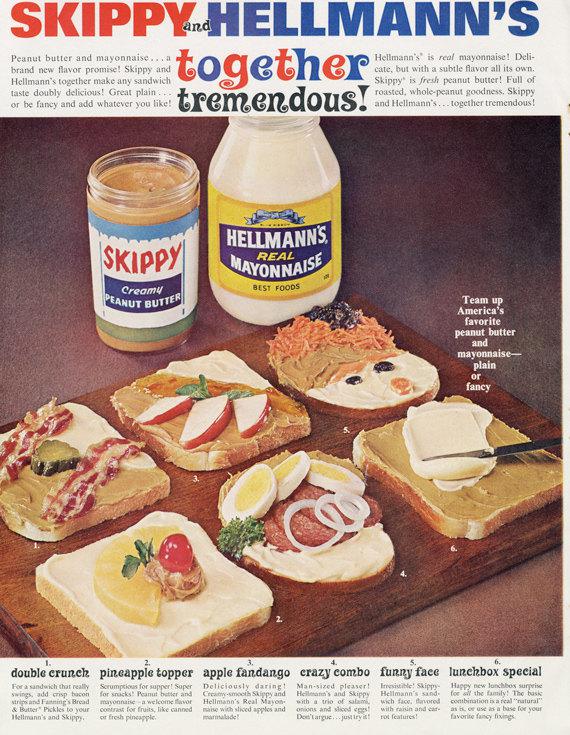 SKIPPY and HELLMANN'S
together
tremendous!
Peanut butter and mayonnaise . . . a
brand new flavor promise! Skippy and
Hellmann's together make any sandwich
taste doubly delicious! Great plain . . .
or be fancy and add whatever you like!
Hellmann's® is real mayonnaise! Deli-
cate, but with a subtle flavor all its own.
Skippy® is fresh peanut butter! Full of
roasted, whole-peanut goodness. Skippy
and Hellmann's . . . together tremendous!
SKIPPY
Creamy
PEANUT BUTTER
HELLMANN'S
REAL
MAYONNAISE
BEST FOODS
Team up
America's
favorite
peanut butter
and
mayonnaise—
plain
or
fancy
1.
2.
3.
4.
5.
6.
1.
double crunch
For a sandwich that really
swings, add crisp bacon
strips and Fanning's Bread
& Butter® Pickles to your
Hellmann's and Skippy.
2.
pineapple topper
Scrumptious for supper! Super
for snacks! Peanut butter and
mayonnaise—a welcome flavor
contrast for fruits, like canned
or fresh pineapple.
3.
apple fandango
Deliciously daring!
Creamy-smooth Skippy and
Hellmann's Real Mayon-
naise with sliced apples and
marmalade!
4.
crazy combo
Man-sized pleaser!
Hellmann's and Skippy
with a trio of salami,
onions and sliced eggs!
Don't argue . . . just try it!
5.
funny face
Irresistible! Skippy-
Hellmann's sand-
wich face, flavored
with raisin and car-
rot features!
6.
lunchbox special
Happy new lunchbox surprise
for all the family! The basic
combination is a real "natural"
as is, or use as a base for your
favorite fancy fixings.